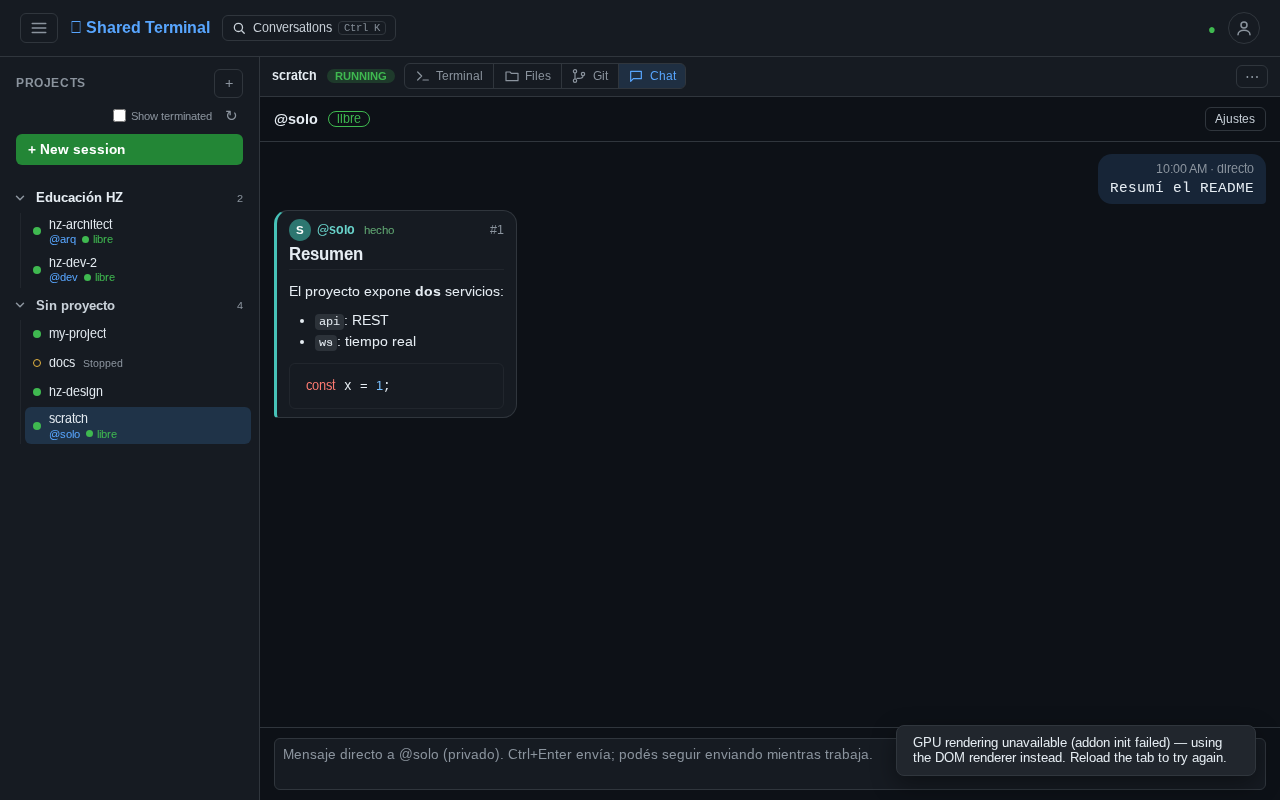 Shared Terminal
Conversations Ctrl K
PROJECTS +
Show terminated ↻
+ New session
Educación HZ 2
hz-architect
@arq libre
hz-dev-2
@dev libre
Sin proyecto 4
my-project
docs Stopped
hz-design
scratch
@solo libre
scratch RUNNING Terminal Files Git Chat ⋯
@solo libre Ajustes
10:00 AM · directo
Resumí el README
S @solo hecho #1
Resumen
El proyecto expone dos servicios:
• api: REST
• ws: tiempo real
const x = 1;
Mensaje directo a @solo (privado). Ctrl+Enter envía; podés seguir enviando mientras trabaja.
GPU rendering unavailable (addon init failed) — using
the DOM renderer instead. Reload the tab to try again.